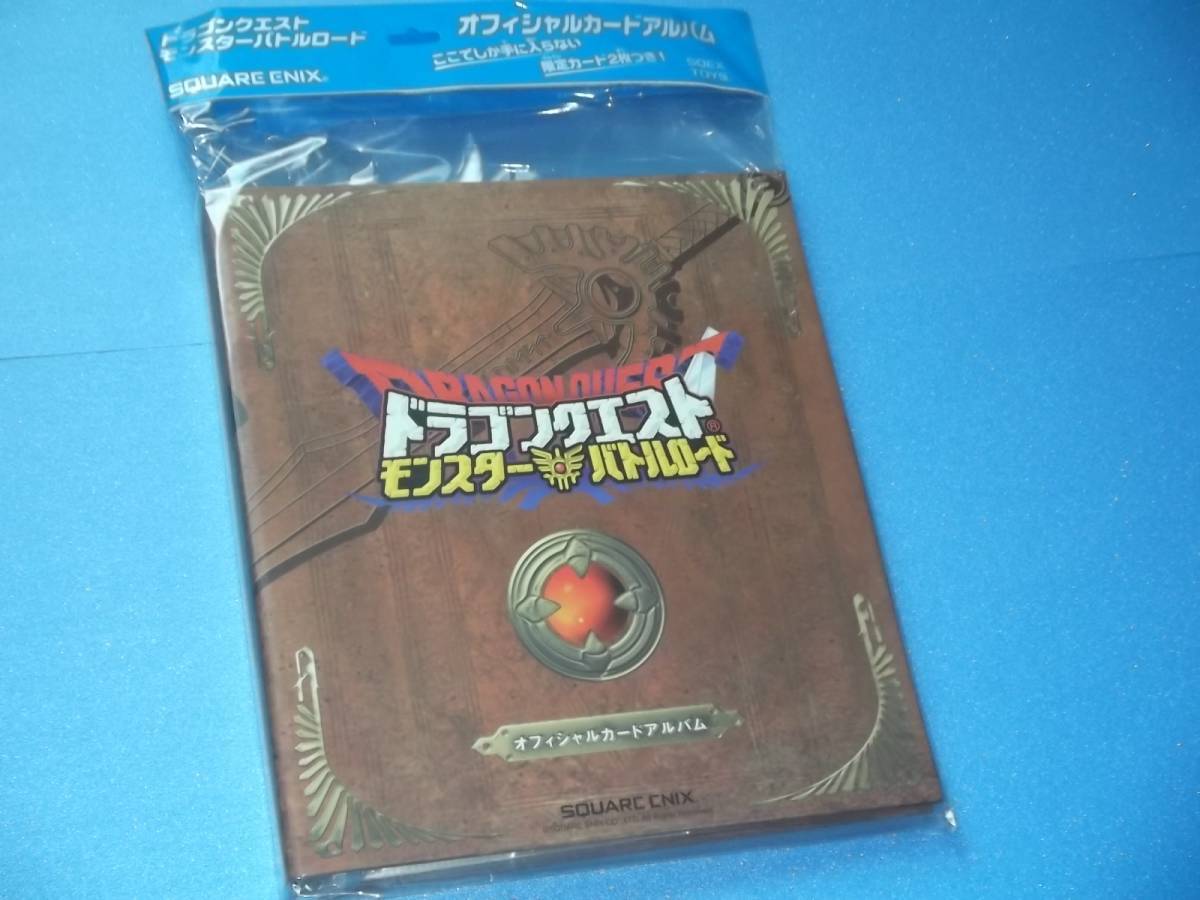 ドラゴンクエスト
モンスターバトルロード
SQUARE ENIX®
オフィシャルカードアルバム
ここでしか手に入らない
限定カード2枚つき!
SQEX
TOYS
DRAGON QUEST
ドラゴンクエスト®
モンスターバトルロード
オフィシャルカードアルバム
SQUARE ENIX